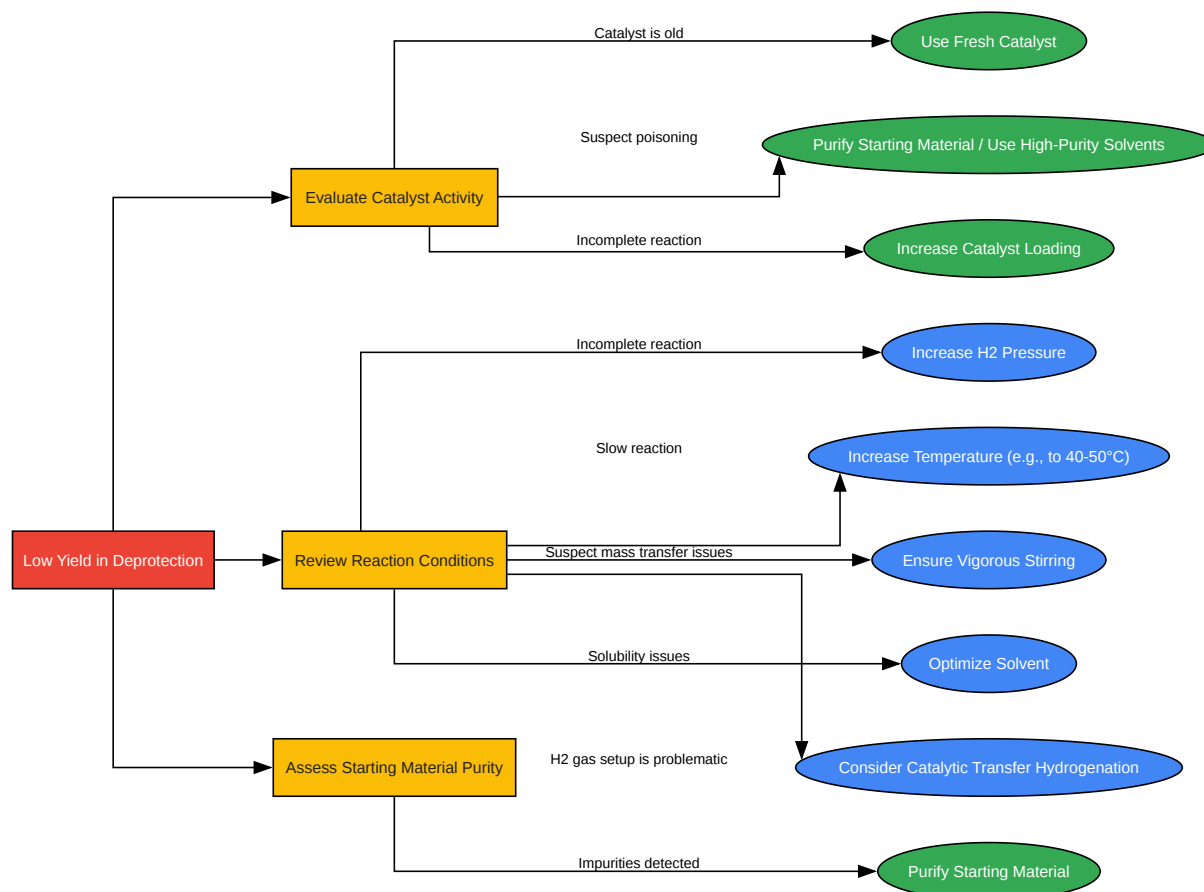 Catalyst is old
Use Fresh Catalyst
Suspect poisoning
Purify Starting Material / Use High-Purity Solvents
Evaluate Catalyst Activity
Incomplete reaction
Increase Catalyst Loading
Incomplete reaction
Increase H2 Pressure
Slow reaction
Increase Temperature (e.g., to 40-50°C)
Low Yield in Deprotection
Review Reaction Conditions
Suspect mass transfer issues
Ensure Vigorous Stirring
Solubility issues
Optimize Solvent
Assess Starting Material Purity
H2 gas setup is problematic
Consider Catalytic Transfer Hydrogenation
Impurities detected
Purify Starting Material